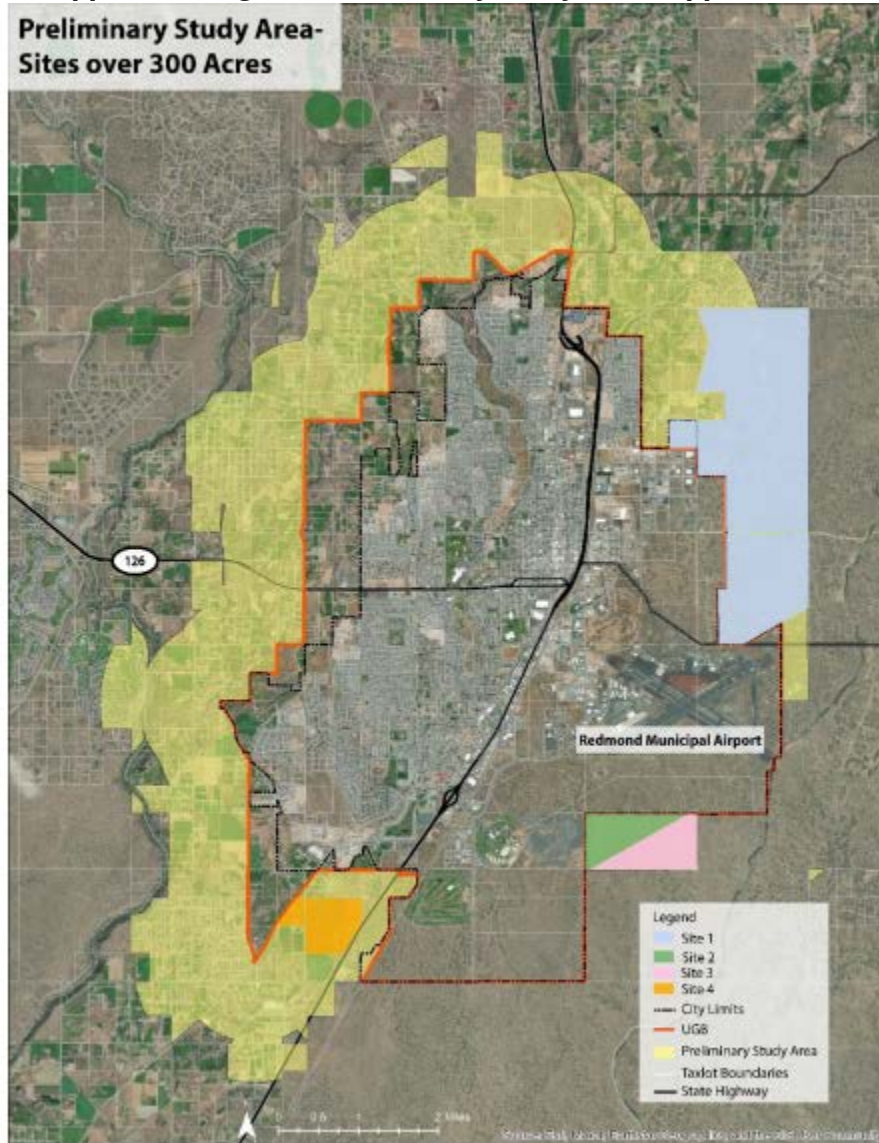 Preliminary Study Area-
Sites over 300 Acres
126
Redmond Municipal Airport
Legend
Site 1
Site 2
Site 3
Site 4
City Limits
UGB
Preliminary Study Area
Taxlot Boundaries
State Highway
0 0.5 1 2 Miles